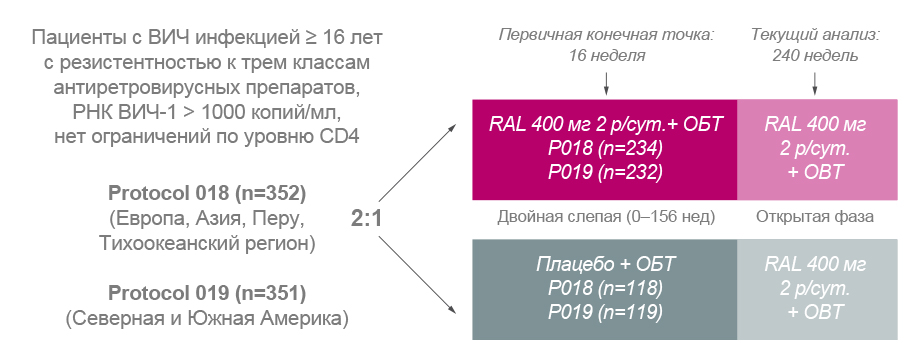 Пациенты с ВИЧ инфекцией ≥ 16 лет
с резистентностью к трем классам
антиретровирусных препаратов,
РНК ВИЧ-1 > 1000 копий/мл,
нет ограничений по уровню CD4
Protocol 018 (n=352)
(Европа, Азия, Перу,
Тихоокеанский регион)
2:1
Protocol 019 (n=351)
(Северная и Южная Америка)
Первичная конечная точка:
16 неделя
Текущий анализ:
240 недель
RAL 400 мг 2 р/сут.+ ОБТ
P018 (n=234)
P019 (n=232)
RAL 400 мг
2 р/сут.
+ ОВТ
Двойная слепая (0–156 нед)
Открытая фаза
Плацебо + ОБТ
P018 (n=118)
P019 (n=119)
RAL 400 мг
2 р/сут.
+ ОВТ